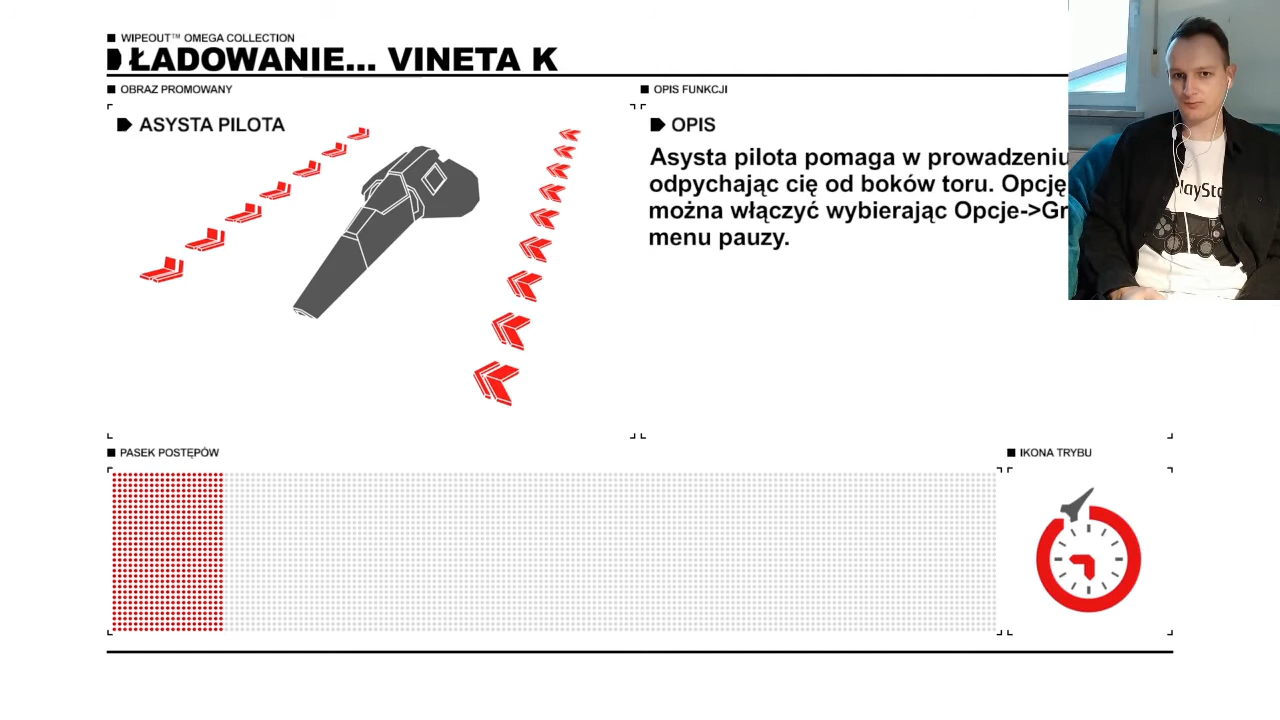 WIPEOUT™ OMEGA COLLECTION
ŁADOWANIE... VINETA K
OBRAZ PROMOWANY
ASYSTA PILOTA
OPIS FUNKCJI
OPIS
Asysta pilota pomaga w prowadzeniu
odpychając cię od boków toru. Opcję
można włączyć wybierając Opcje->Gr
menu pauzy.
PASEK POSTĘPÓW
IKONA TRYBU